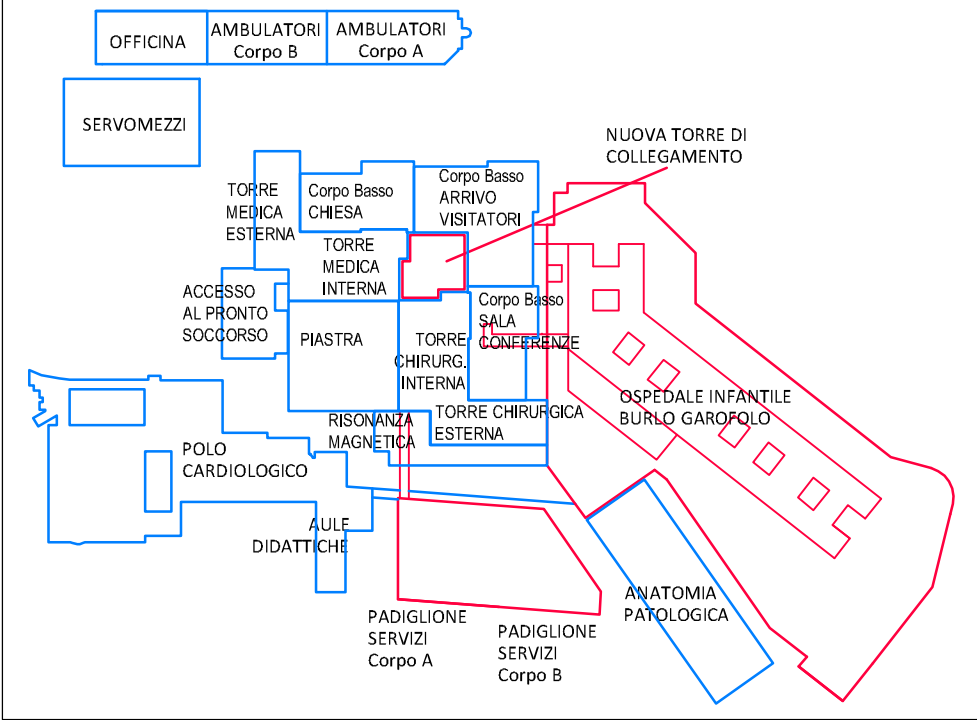 OFFICINA
AMBULATORI
Corpo B
AMBULATORI
Corpo A
SERVOMEZZI
NUOVA TORRE DI
COLLEGAMENTO
TORRE
MEDICA
ESTERNA
Corpo Basso
CHIESA
Corpo Basso
ARRIVO
VISITATORI
TORRE
MEDICA
INTERNA
ACCESSO
AL PRONTO
SOCCORSO
PIASTRA
Corpo Basso
SALA
CONFERENZE
TORRE
CHIRURG.
INTERNA
OSPEDALE INFANTILE
BURLO GAROFOLO
RISONANZA
MAGNETICA
TORRE CHIRURGICA
ESTERNA
POLO
CARDIOLOGICO
AULE
DIDATTICHE
ANATOMIA
PATOLOGICA
PADIGLIONE
SERVIZI
Corpo A
PADIGLIONE
SERVIZI
Corpo B